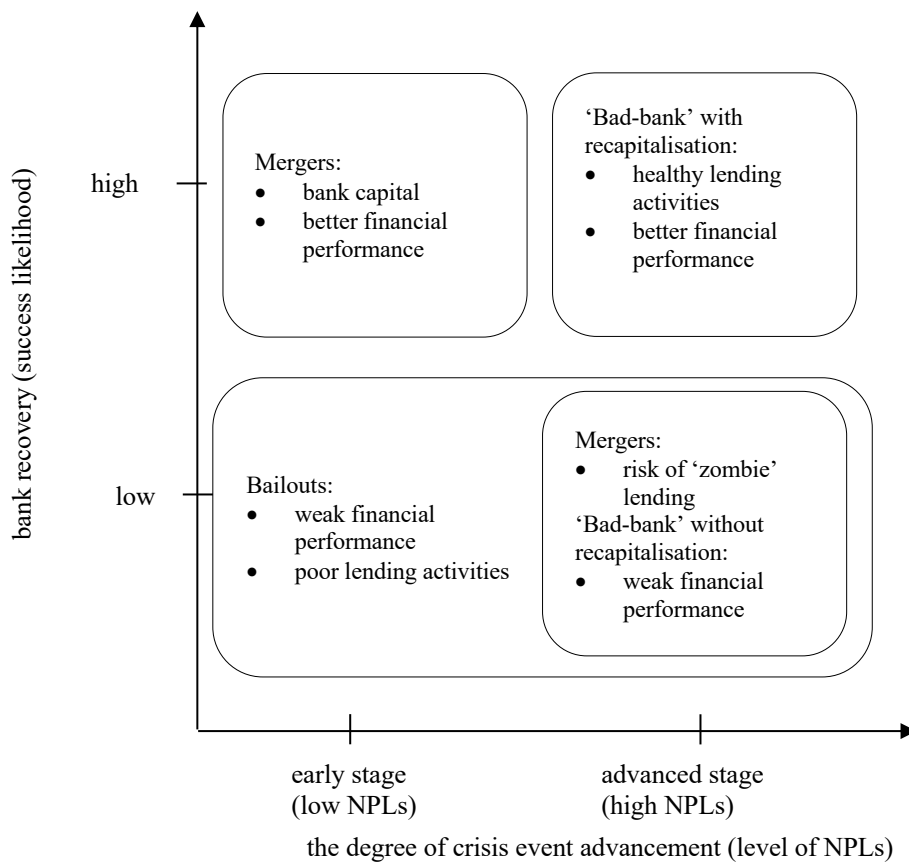 bank recovery (success likelihood)
high
low
Mergers:
● bank capital
● better financial
performance
‘Bad-bank’ with
recapitalisation:
● healthy lending
activities
● better financial
performance
Bailouts:
● weak financial
performance
● poor lending activities
Mergers:
● risk of ‘zombie’
lending
‘Bad-bank’ without
recapitalisation:
● weak financial
performance
early stage
(low NPLs)
advanced stage
(high NPLs)
the degree of crisis event advancement (level of NPLs)